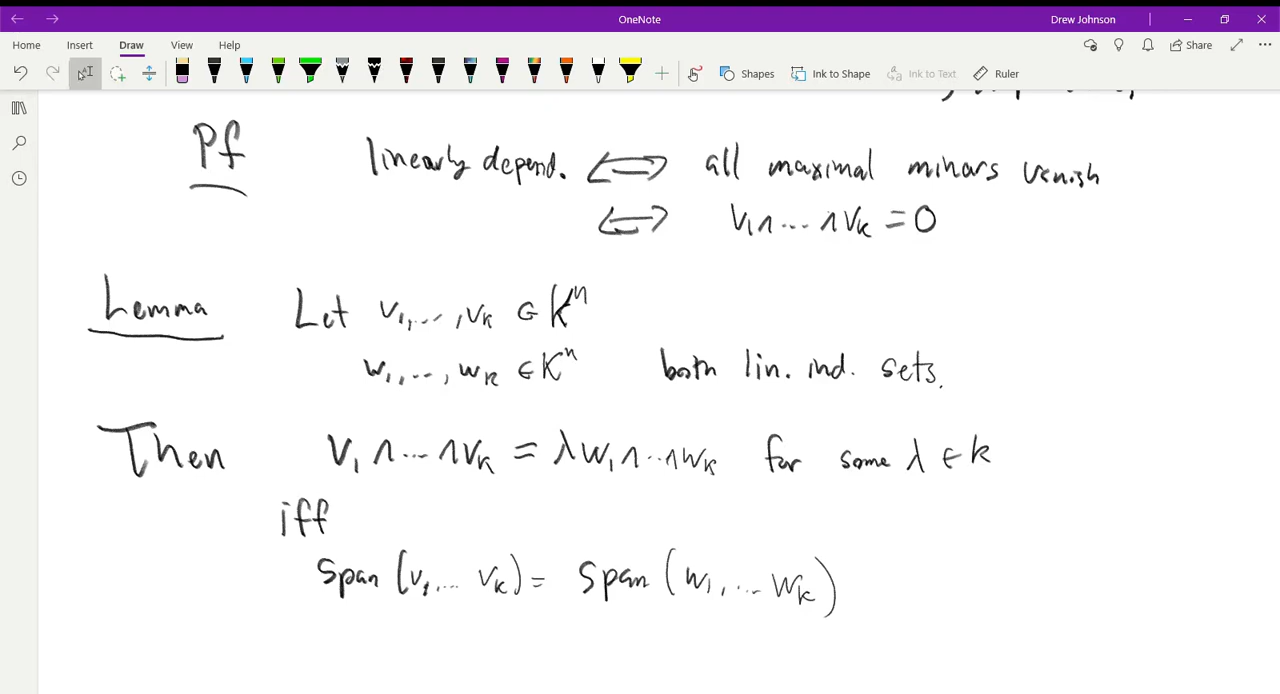 OneNote
Drew Johnson
Home Insert Draw View Help
Share
Shapes Ink to Shape Ink to Text Ruler
Pf linearly depend. ⟺ all maximal minors vanish
⟺ v₁∧...∧vₖ = 0
Lemma Let v₁,...,vₖ ∈ Kⁿ
w₁,...,wₖ ∈ Kⁿ both lin. ind. sets.
Then v₁∧...∧vₖ = λw₁∧...∧wₖ for some λ ∈ k
iff
Span (v₁,... vₖ) = Span (w₁,... wₖ)